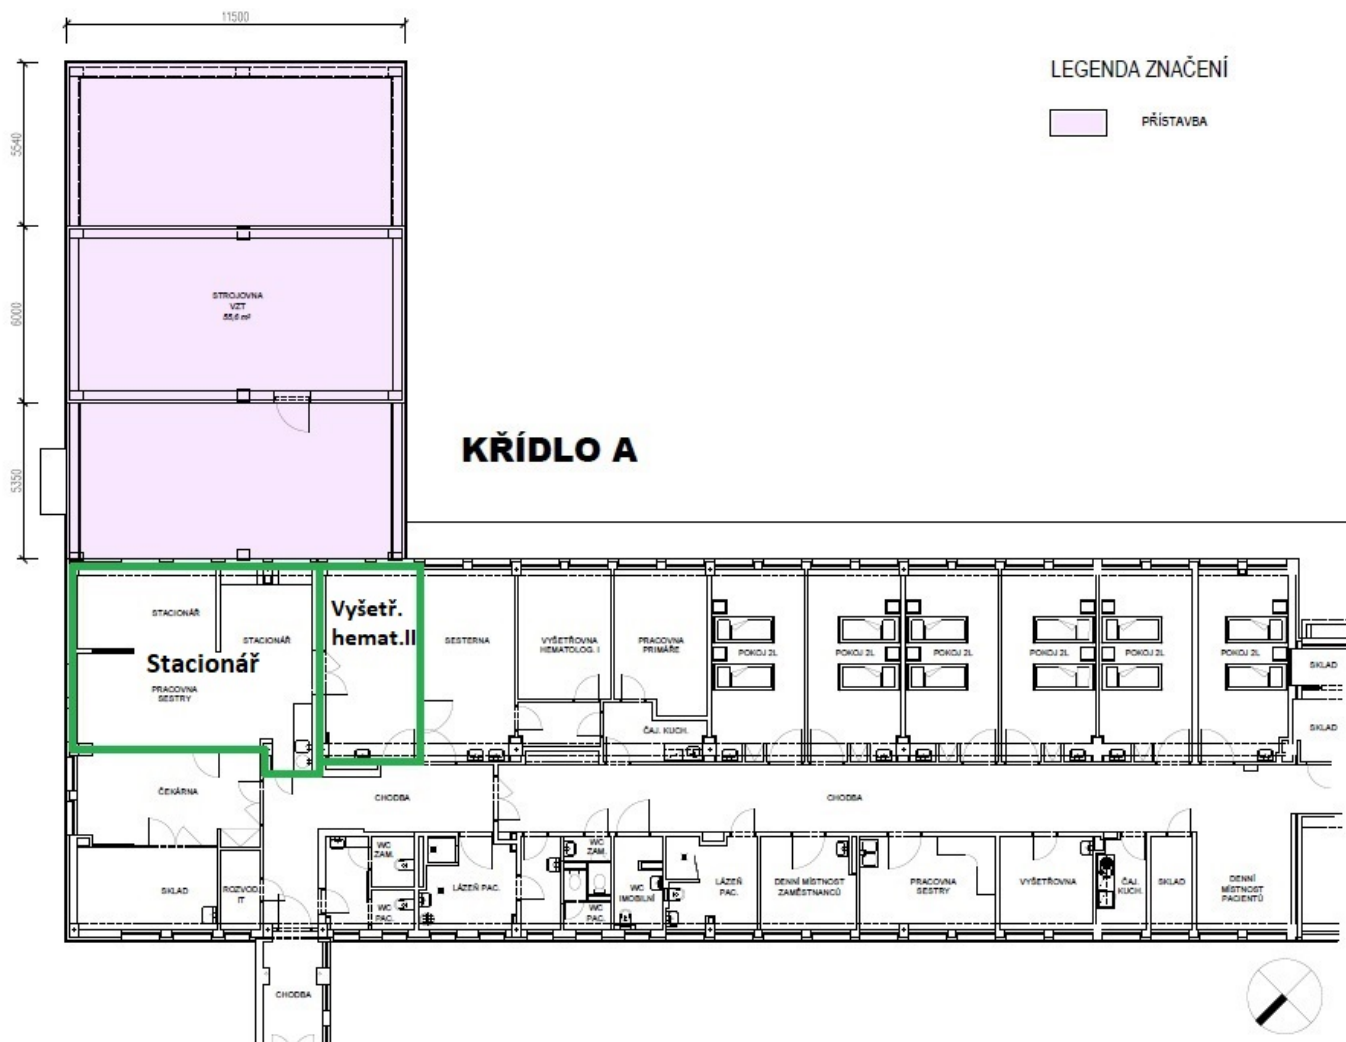 11500
LEGENDA ZNAČENÍ
PŘÍSTAVBA
5540
6000
5350
STROJOVNA
VZT
55,6 m²
KŘÍDLO A
STACIONÁŘ
STACIONÁŘ
Stacionář
PRACOVNA
SESTRY
Vyšetř.
hemat.II
SESTERNA
VYŠETŘOVNA
HEMATOLOG. I
PRACOVNA
PRIMÁŘE
POKOJ 2L
POKOJ 2L
POKOJ 2L
POKOJ 2L
POKOJ 2L
POKOJ 2L
SKLAD
SKLAD
ČAJ. KUCH.
ČEKÁRNA
CHODBA
CHODBA
SKLAD
ROZVOD
IT
WC
ZAM.
WC
PAC.
LÁZEŇ PAC.
WC
ZAM.
WC
PAC.
WC
IMOBILNÍ
LÁZEŇ
PAC.
DENNÍ MÍSTNOST
ZAMĚSTNANCŮ
PRACOVNA
SESTRY
VYŠETŘOVNA
ČAJ.
KUCH.
SKLAD
DENNÍ
MÍSTNOST
PACIENTŮ
CHODBA